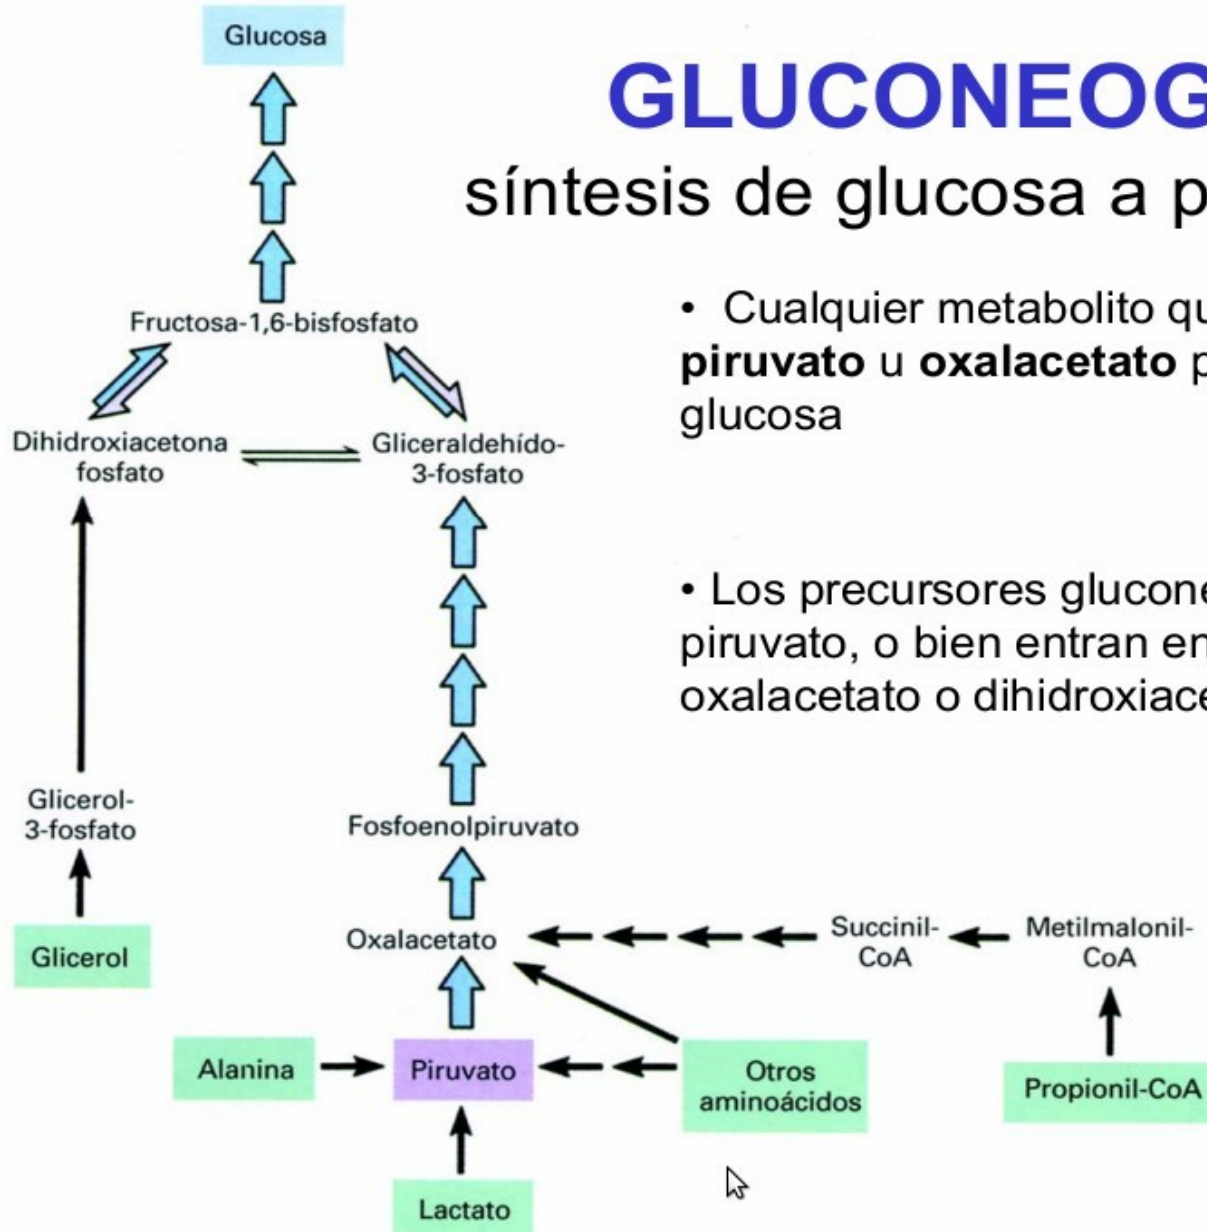 Glucosa
GLUCONEOG
síntesis de glucosa a p
Fructosa-1,6-bisfosfato
• Cualquier metabolito qu
piruvato u oxalacetato p
glucosa
Dihidroxiacetona
fosfato
Gliceraldehído-
3-fosfato
• Los precursores glucone
piruvato, o bien entran en
oxalacetato o dihidroxiace
Glicerol-
3-fosfato
Fosfoenolpiruvato
Glicerol
Oxalacetato
Succinil-
CoA
Metilmalonil-
CoA
Alanina
Piruvato
Otros
aminoácidos
Propionil-CoA
Lactato